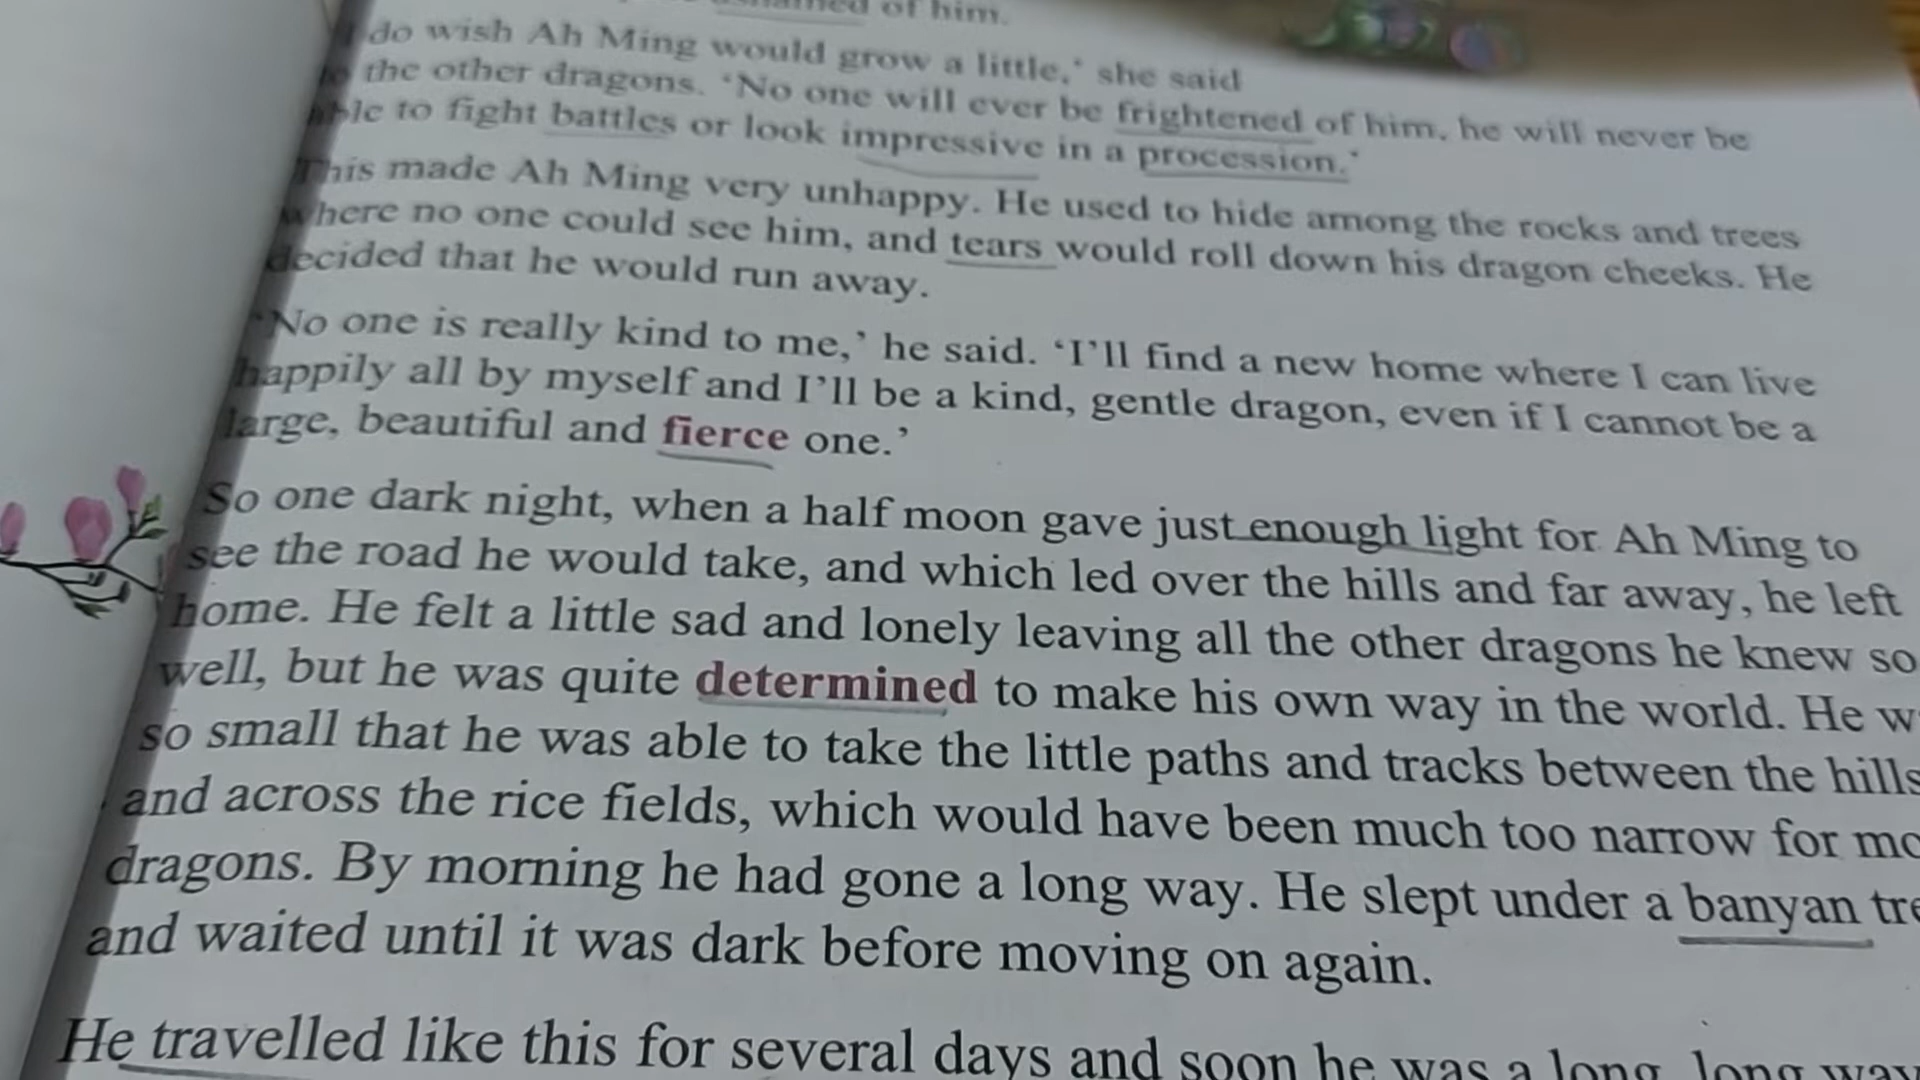 ashamed of him.
I do wish Ah Ming would grow a little,' she said
to the other dragons. 'No one will ever be frightened of him, he will never be
able to fight battles or look impressive in a procession.'
This made Ah Ming very unhappy. He used to hide among the rocks and trees
where no one could see him, and tears would roll down his dragon cheeks. He
decided that he would run away.
'No one is really kind to me,' he said. 'I'll find a new home where I can live
happily all by myself and I'll be a kind, gentle dragon, even if I cannot be a
large, beautiful and fierce one.'
So one dark night, when a half moon gave just enough light for Ah Ming to
see the road he would take, and which led over the hills and far away, he left
home. He felt a little sad and lonely leaving all the other dragons he knew so
well, but he was quite determined to make his own way in the world. He w
so small that he was able to take the little paths and tracks between the hills
and across the rice fields, which would have been much too narrow for mo
dragons. By morning he had gone a long way. He slept under a banyan tre
and waited until it was dark before moving on again.
He travelled like this for several days and soon he was a long, long way